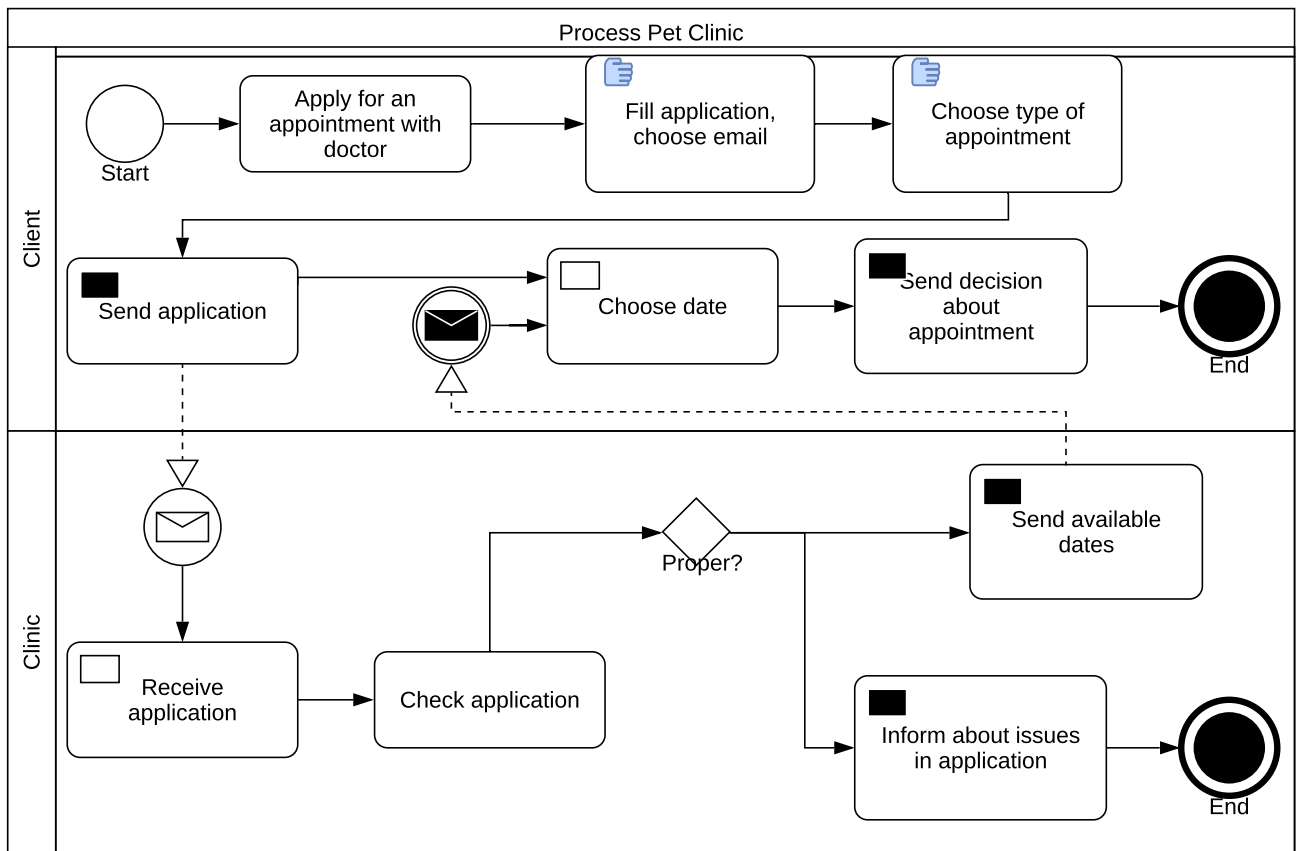 Process Pet Clinic
Client
Start
Apply for an
appointment with
doctor
Fill application,
choose email
Choose type of
appointment
Send application
Choose date
Send decision
about
appointment
End
Clinic
Receive
application
Check application
Proper?
Send available
dates
Inform about issues
in application
End